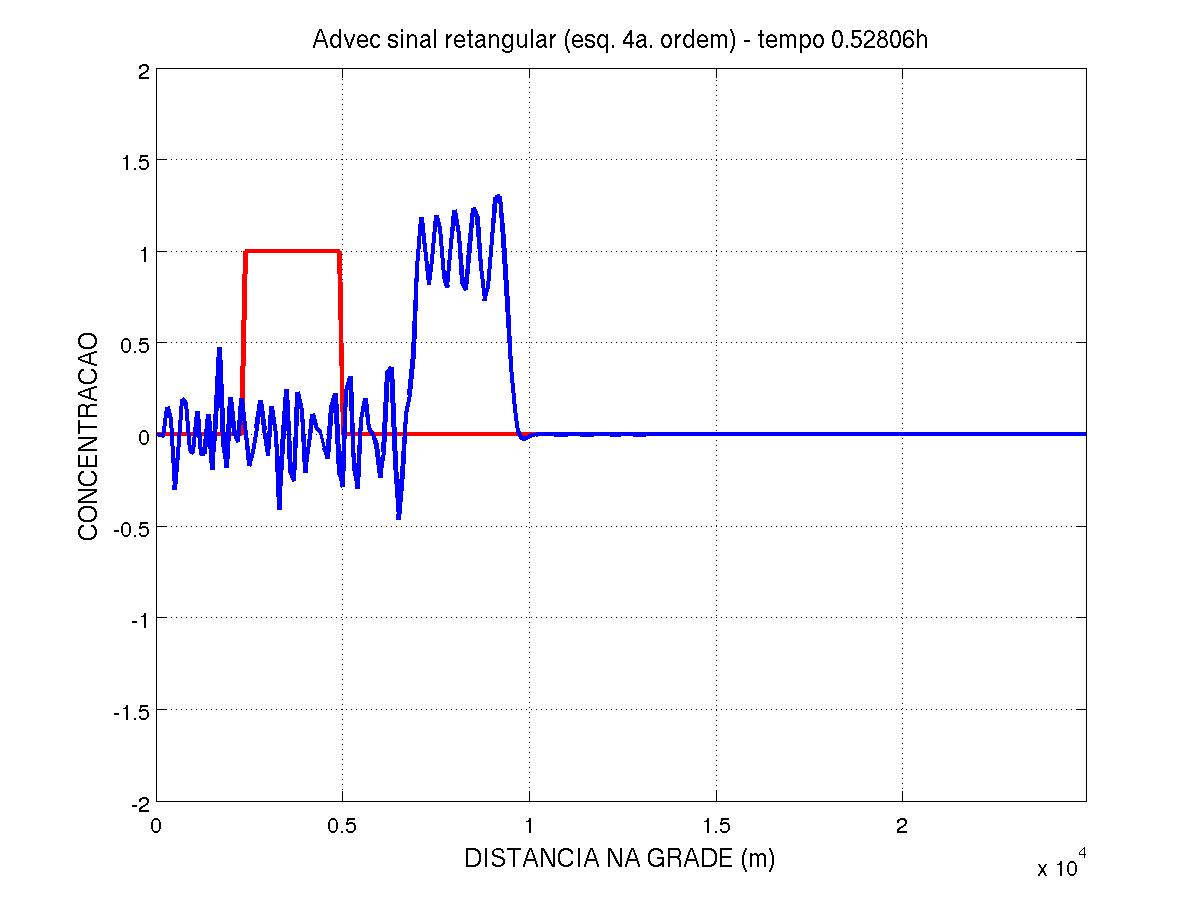 Advec sinal retangular (esq. 4a. ordem) - tempo 0.52806h
2
1.5
1
0.5
0
-0.5
-1
-1.5
-2
CONCENTRACAO
0 0.5 1 1.5 2
DISTANCIA NA GRADE (m)
x 10^4